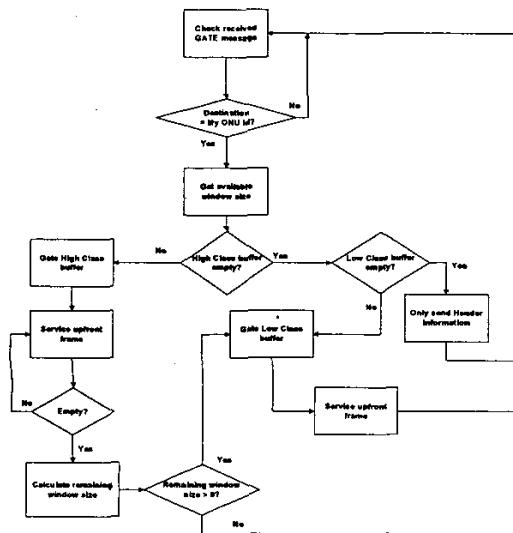 Check received
GATE message
No
Destination
= My ONU id?
Yes
Get available
window size
No
High Class buffer
empty?
Yes
Low Class buffer
empty?
Yes
Gate High Class
buffer
No
Only send Header
information
Service upfront
frame
Gate Low Class
buffer
No
Empty?
Service upfront
frame
Yes
Yes
Calculate remaining
window size
Remaining window
size > 0?
No